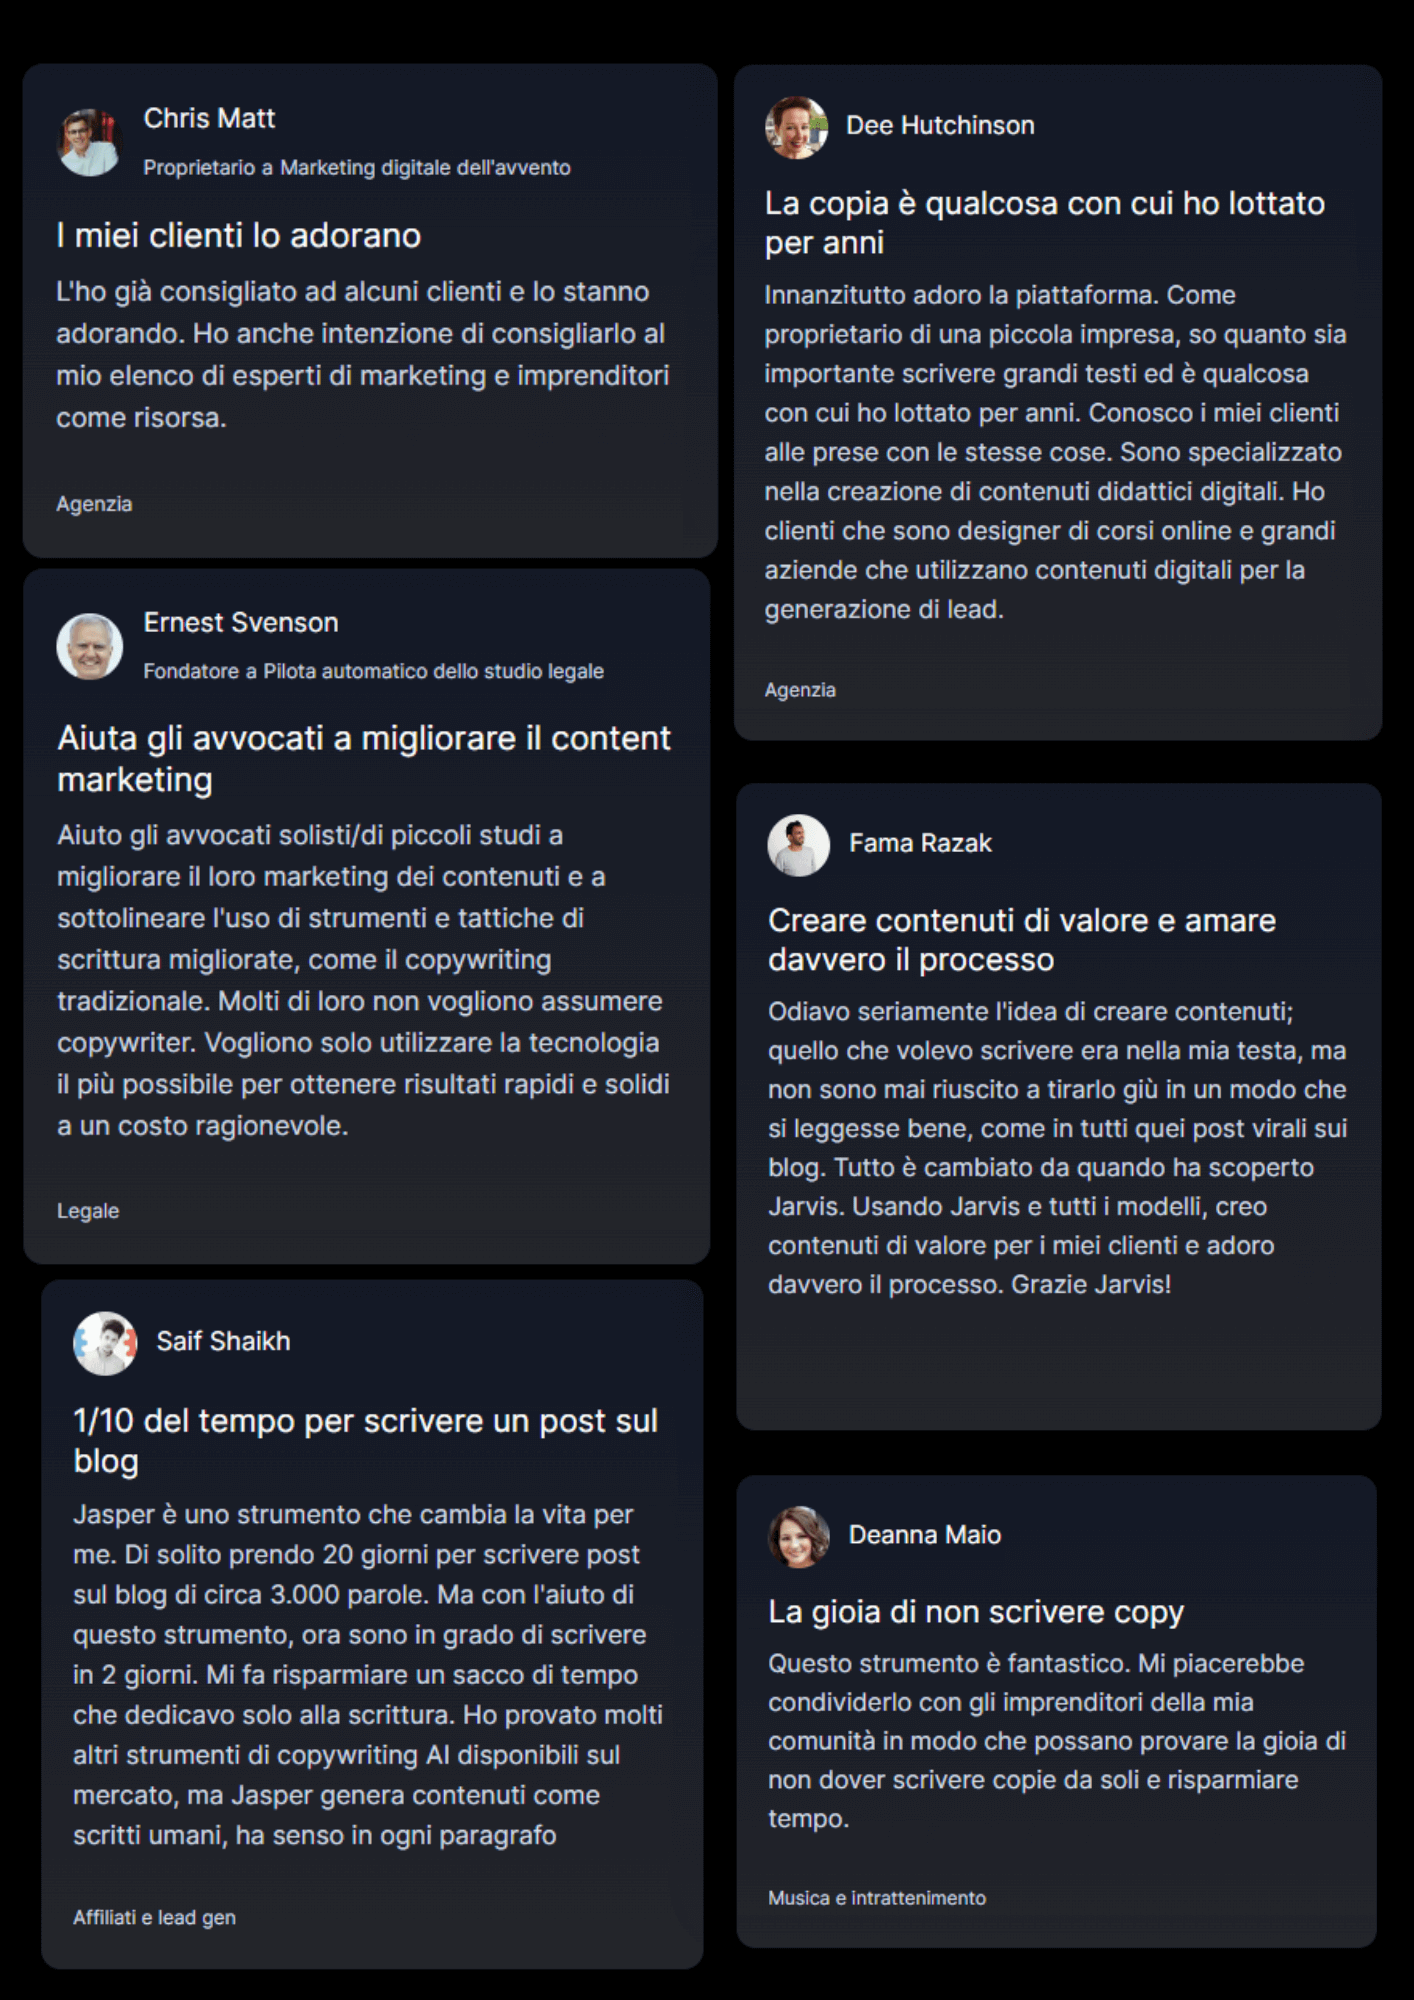 Chris Matt
Proprietario a Marketing digitale dell'avvento
I miei clienti lo adorano
L'ho già consigliato ad alcuni clienti e lo stanno
adorando. Ho anche intenzione di consigliarlo al
mio elenco di esperti di marketing e imprenditori
come risorsa.
Agenzia
Ernest Svenson
Fondatore a Pilota automatico dello studio legale
Aiuta gli avvocati a migliorare il content
marketing
Aiuto gli avvocati solisti/di piccoli studi a
migliorare il loro marketing dei contenuti e a
sottolineare l'uso di strumenti e tattiche di
scrittura migliorate, come il copywriting
tradizionale. Molti di loro non vogliono assumere
copywriter. Vogliono solo utilizzare la tecnologia
il più possibile per ottenere risultati rapidi e solidi
a un costo ragionevole.
Legale
Saif Shaikh
1/10 del tempo per scrivere un post sul
blog
Jasper è uno strumento che cambia la vita per
me. Di solito prendo 20 giorni per scrivere post
sul blog di circa 3.000 parole. Ma con l'aiuto di
questo strumento, ora sono in grado di scrivere
in 2 giorni. Mi fa risparmiare un sacco di tempo
che dedicavo solo alla scrittura. Ho provato molti
altri strumenti di copywriting AI disponibili sul
mercato, ma Jasper genera contenuti come
scritti umani, ha senso in ogni paragrafo
Affiliati e lead gen
Dee Hutchinson
La copia è qualcosa con cui ho lottato
per anni
Innanzitutto adoro la piattaforma. Come
proprietario di una piccola impresa, so quanto sia
importante scrivere grandi testi ed è qualcosa
con cui ho lottato per anni. Conosco i miei clienti
alle prese con le stesse cose. Sono specializzato
nella creazione di contenuti didattici digitali. Ho
clienti che sono designer di corsi online e grandi
aziende che utilizzano contenuti digitali per la
generazione di lead.
Agenzia
Fama Razak
Creare contenuti di valore e amare
davvero il processo
Odiavo seriamente l'idea di creare contenuti;
quello che volevo scrivere era nella mia testa, ma
non sono mai riuscito a tirarlo giù in un modo che
si leggesse bene, come in tutti quei post virali sui
blog. Tutto è cambiato da quando ha scoperto
Jarvis. Usando Jarvis e tutti i modelli, creo
contenuti di valore per i miei clienti e adoro
davvero il processo. Grazie Jarvis!
Deanna Maio
La gioia di non scrivere copy
Questo strumento è fantastico. Mi piacerebbe
condividerlo con gli imprenditori della mia
comunità in modo che possano provare la gioia di
non dover scrivere copie da soli e risparmiare
tempo.
Musica e intrattenimento